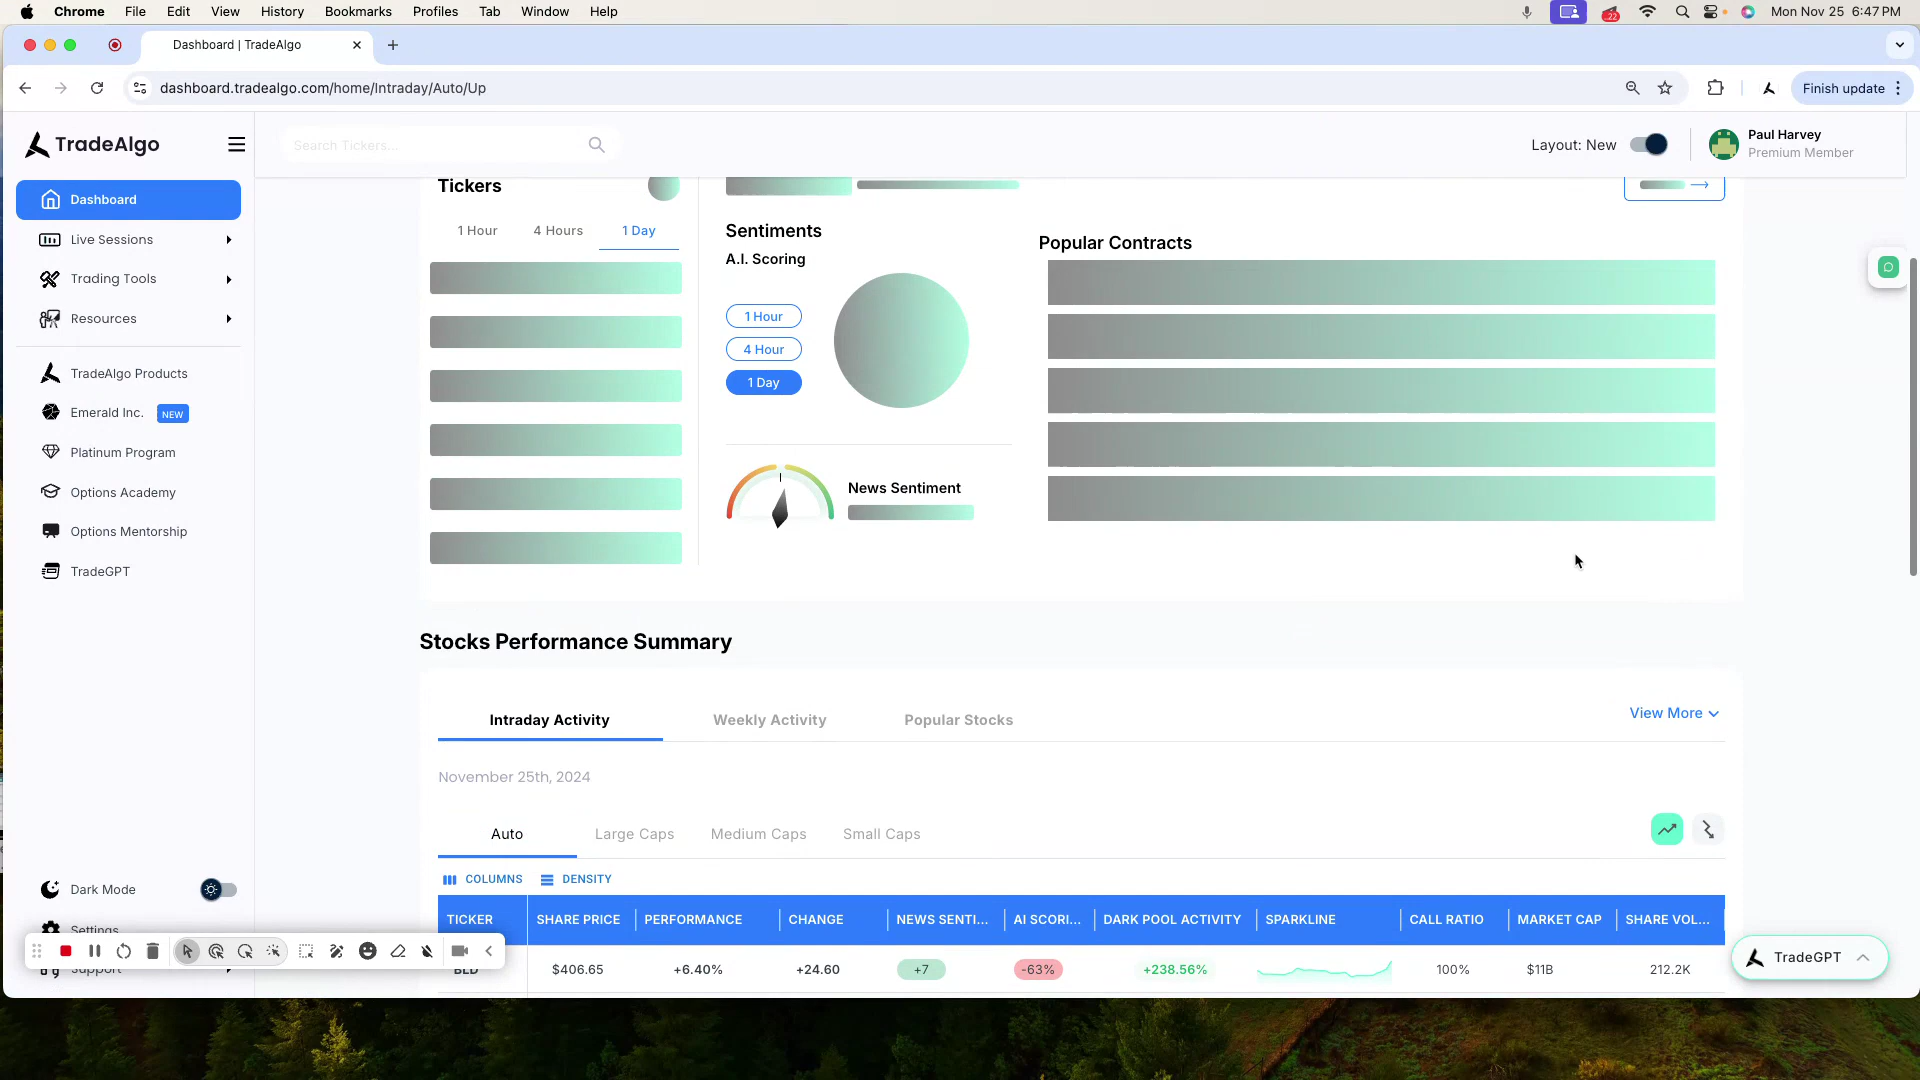 Chrome File Edit View History Bookmarks Profiles Tab Window Help
22
Mon Nov 25 6:47 PM
Dashboard | TradeAlgo
dashboard.tradealgo.com/home/Intraday/Auto/Up
Finish update
TradeAlgo
Search Tickers...
Layout: New
Paul Harvey
Premium Member
Dashboard
Live Sessions
Trading Tools
Resources
TradeAlgo Products
Emerald Inc. NEW
Platinum Program
Options Academy
Options Mentorship
TradeGPT
Dark Mode
Settings
Support
Tickers
1 Hour 4 Hours 1 Day
Sentiments
A.I. Scoring
1 Hour
4 Hour
1 Day
News Sentiment
Popular Contracts
Stocks Performance Summary
Intraday Activity Weekly Activity Popular Stocks
View More
November 25th, 2024
Auto Large Caps Medium Caps Small Caps
COLUMNS DENSITY
TICKER SHARE PRICE PERFORMANCE CHANGE NEWS SENTI... AI SCORI... DARK POOL ACTIVITY SPARKLINE CALL RATIO MARKET CAP SHARE VOL...
BLD $406.65 +6.40% +24.60 +7 -63% +238.56% 100% $11B 212.2K
TradeGPT